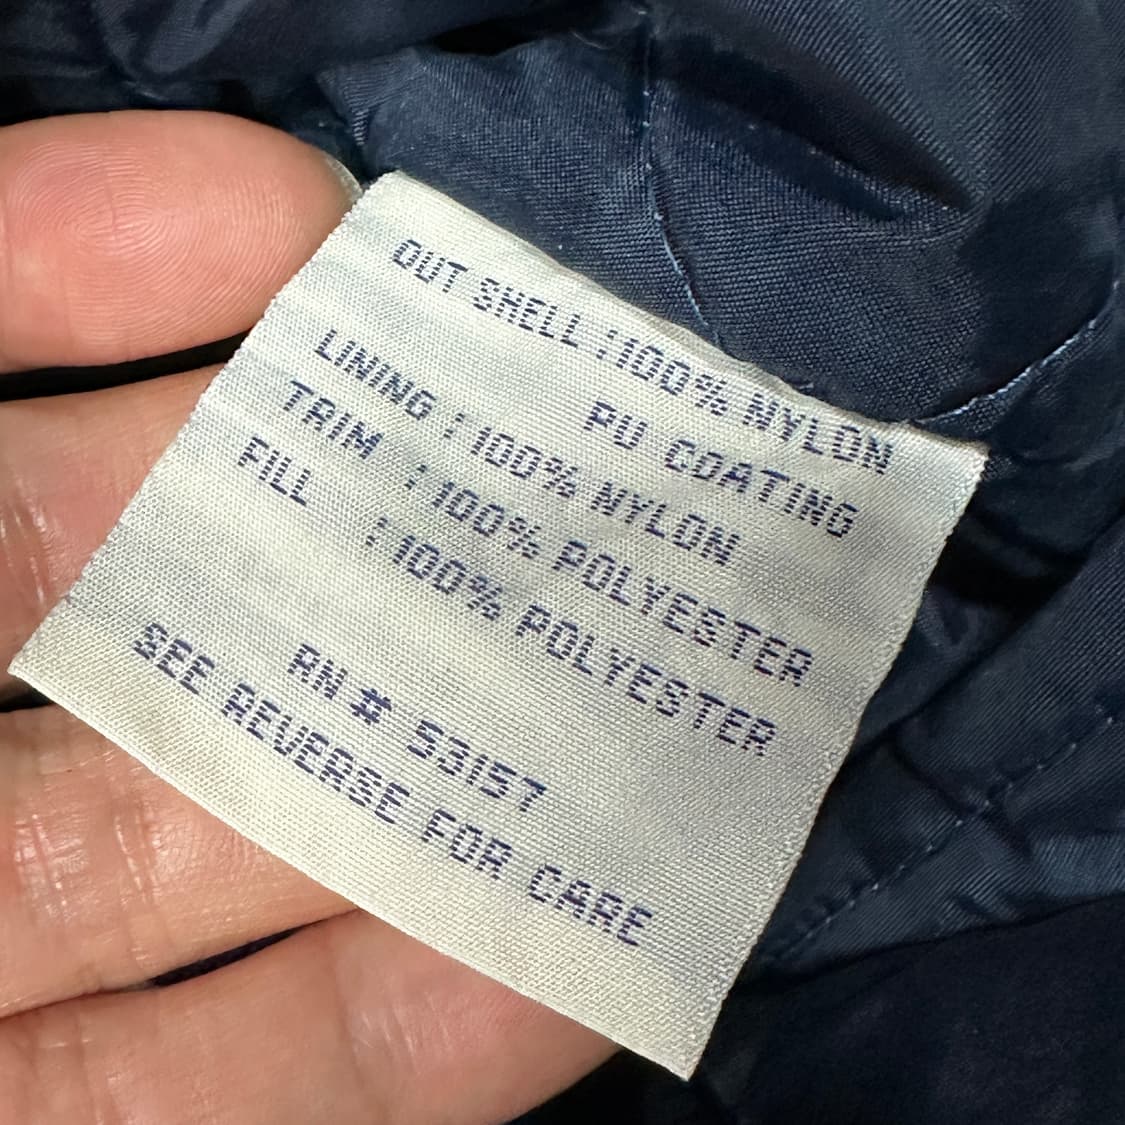 OUT SHELL : 100% NYLON
PU COATING
LINING : 100% NYLON
TRIM : 100% POLYESTER
FILL : 100% POLYESTER
RN # 53157
SEE REVERSE FOR CARE